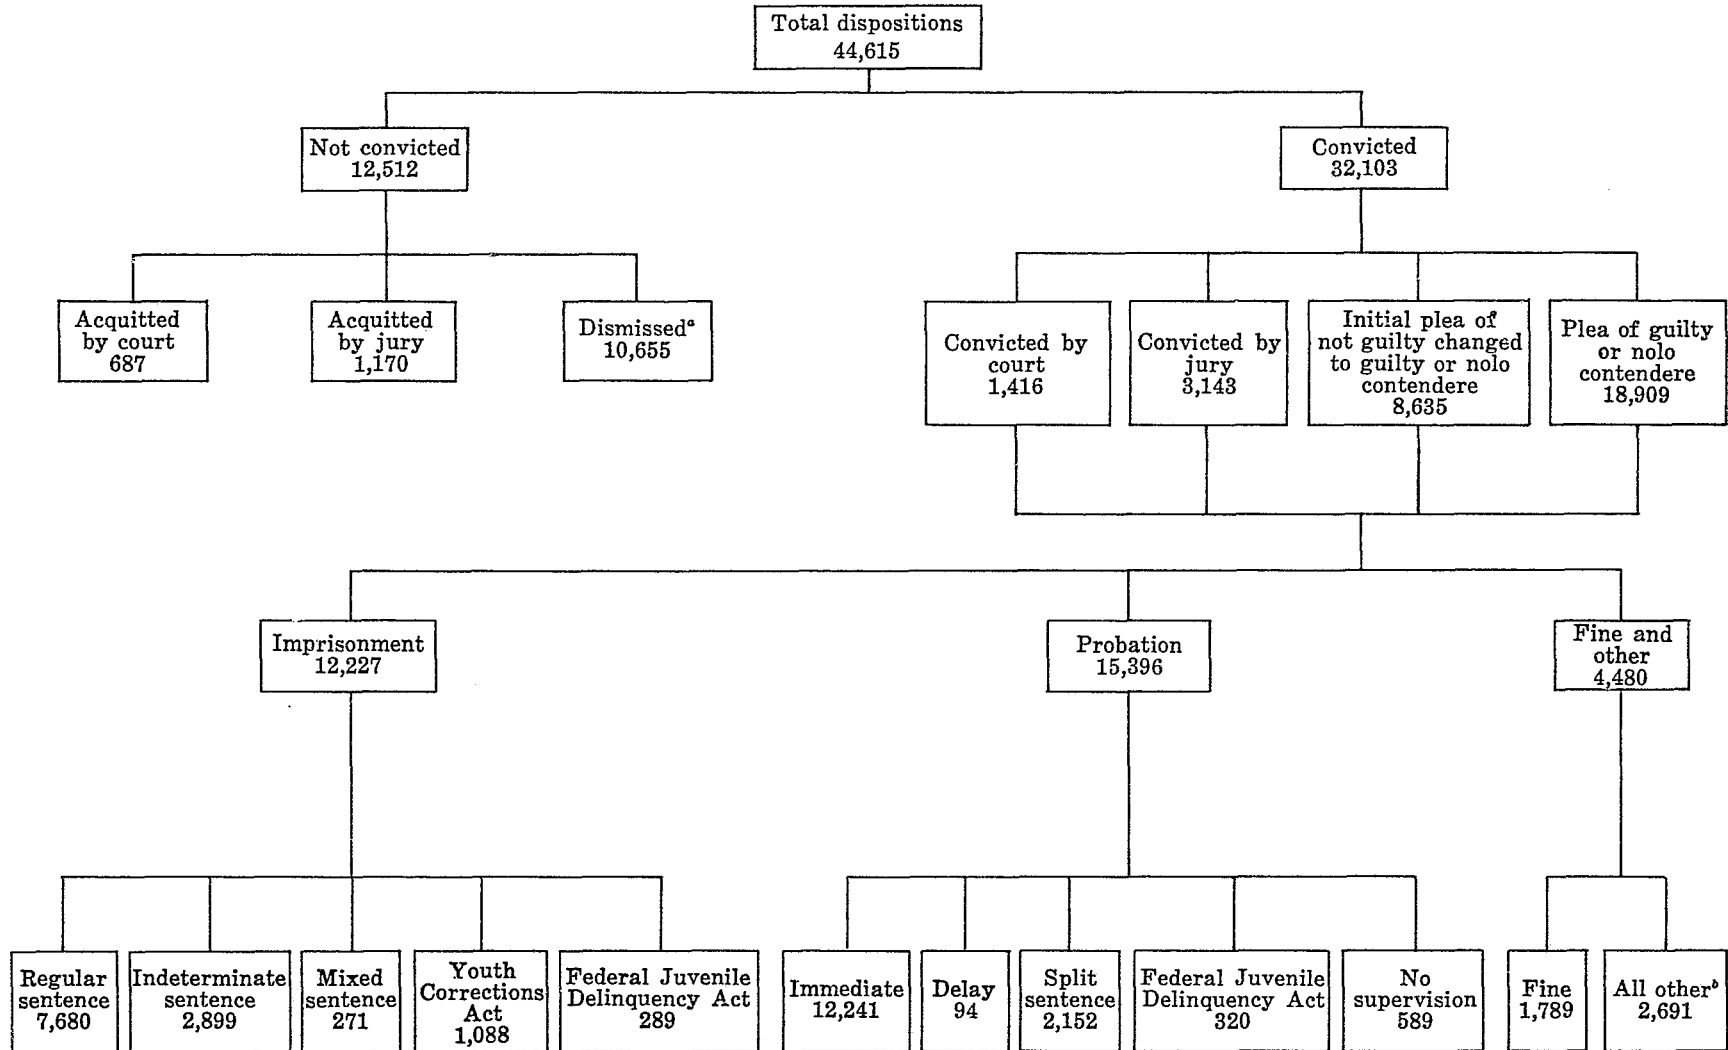 Total dispositions
44,615
Not convicted
12,512
Convicted
32,103
Acquitted
by court
687
Acquitted
by jury
1,170
Dismissedᵃ
10,655
Convicted by
court
1,416
Convicted by
jury
3,143
Initial plea of
not guilty changed
to guilty or nolo
contendere
8,635
Plea of guilty
or nolo
contendere
18,909
Imprisonment
12,227
Probation
15,396
Fine and
other
4,480
Regular
sentence
7,680
Indeterminate
sentence
2,899
Mixed
sentence
271
Youth
Corrections
Act
1,088
Federal Juvenile
Delinquency Act
289
Immediate
12,241
Delay
94
Split
sentence
2,152
Federal Juvenile
Delinquency Act
320
No
supervision
589
Fine
1,789
All otherᵇ
2,691